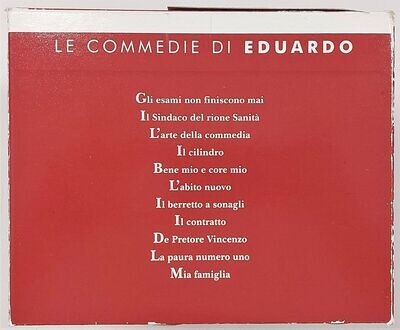 LE COMMEDIE DI EDUARDO
Gli esami non finiscono mai
Il Sindaco del rione Sanità
L'arte della commedia
Il cilindro
Bene mio e core mio
L'abito nuovo
Il berretto a sonagli
Il contratto
De Pretore Vincenzo
La paura numero uno
Mia famiglia